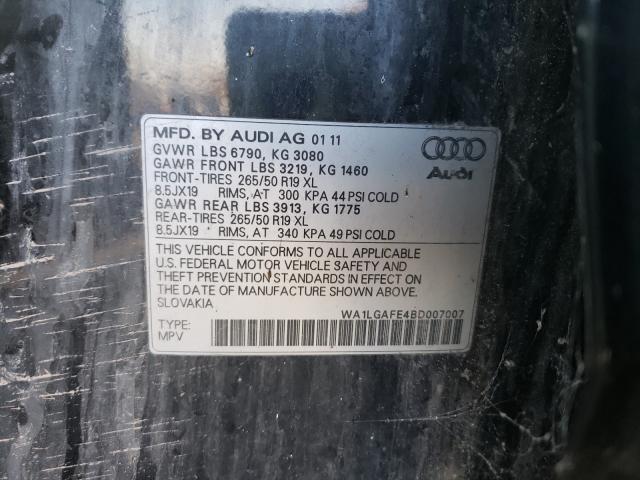 MFD. BY AUDI AG 01 11
GVWR LBS 6790, KG 3080
GAWR FRONT LBS 3219, KG 1460
FRONT-TIRES 265/50 R19 XL
8.5JX19 RIMS, AT 300 KPA 44 PSI COLD
GAWR REAR LBS 3913, KG 1775
REAR-TIRES 265/50 R19 XL
8.5JX19 RIMS, AT 340 KPA 49 PSI COLD
Audi
THIS VEHICLE CONFORMS TO ALL APPLICABLE
U.S. FEDERAL MOTOR VEHICLE SAFETY AND
THEFT PREVENTION STANDARDS IN EFFECT ON
THE DATE OF MANUFACTURE SHOWN ABOVE.
SLOVAKIA
WA1LGAFE4BD007007
TYPE:
MPV